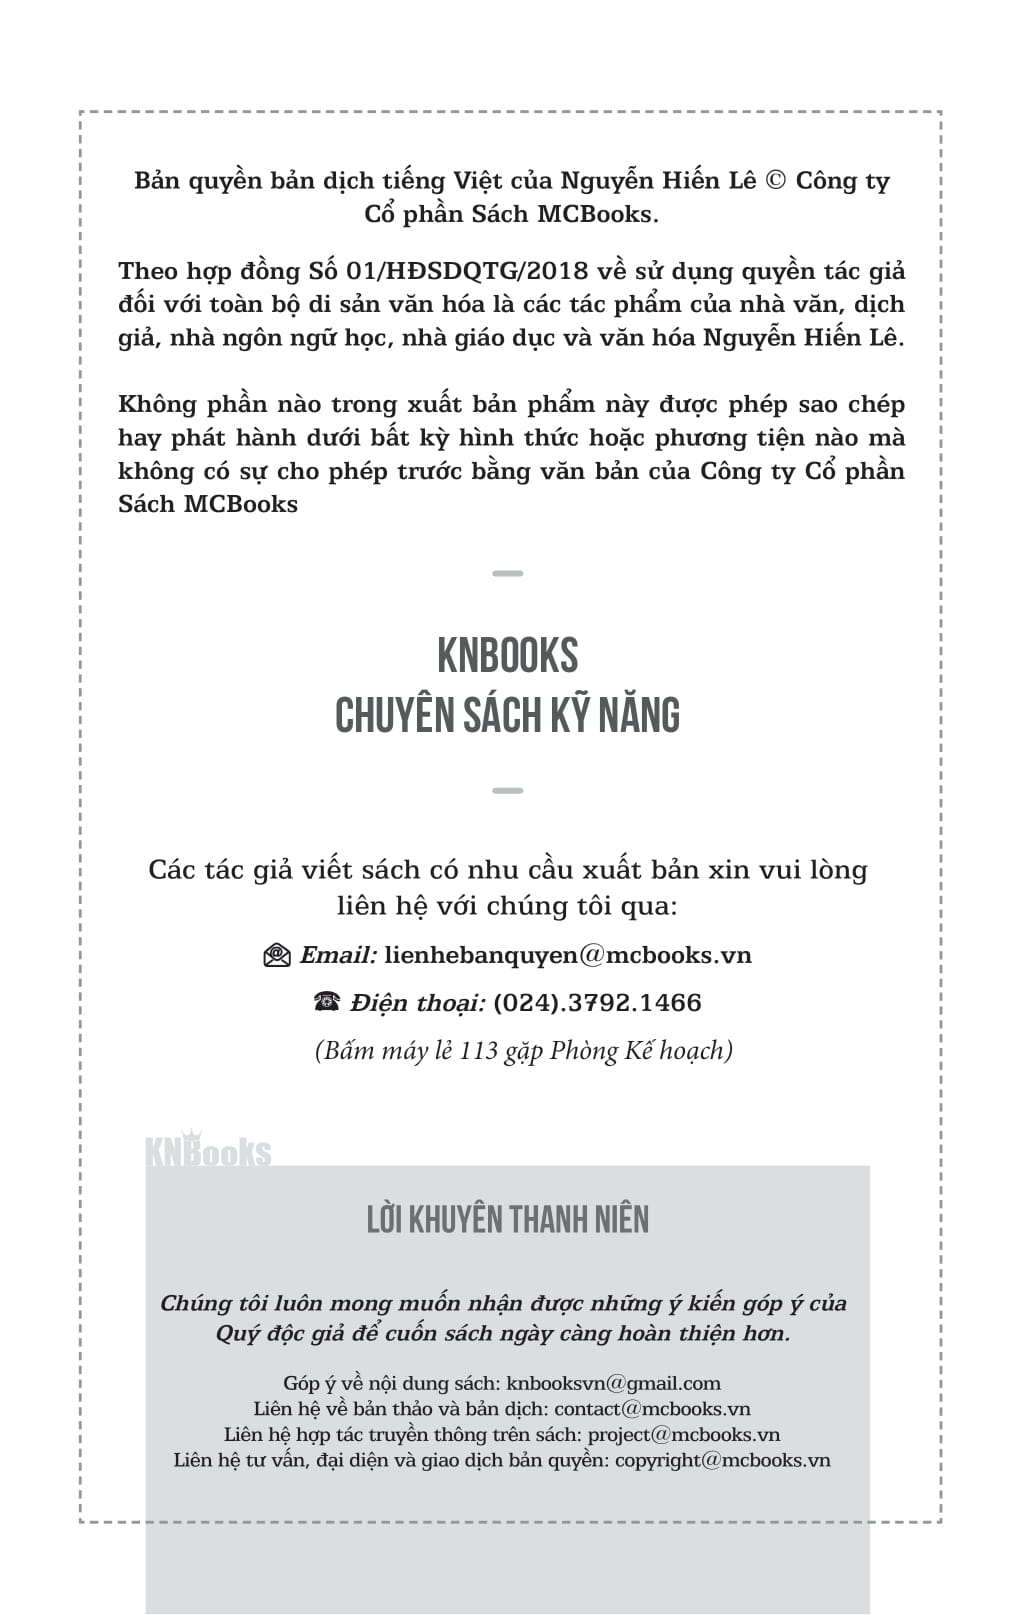 Bản quyền bản dịch tiếng Việt của Nguyễn Hiến Lê © Công ty
Cổ phần Sách MCBooks.
Theo hợp đồng Số 01/HĐSDQTG/2018 về sử dụng quyền tác giả
đối với toàn bộ di sản văn hóa là các tác phẩm của nhà văn, dịch
giả, nhà ngôn ngữ học, nhà giáo dục và văn hóa Nguyễn Hiến Lê.
Không phần nào trong xuất bản phẩm này được phép sao chép
hay phát hành dưới bất kỳ hình thức hoặc phương tiện nào mà
không có sự cho phép trước bằng văn bản của Công ty Cổ phần
Sách MCBooks
KNBOOKS
CHUYÊN SÁCH KỸ NĂNG
Các tác giả viết sách có nhu cầu xuất bản xin vui lòng
liên hệ với chúng tôi qua:
Email: lienhebanquyen@mcbooks.vn
Điện thoại: (024).3792.1466
(Bấm máy lẻ 113 gặp Phòng Kế hoạch)
KNBooks
LỜI KHUYÊN THANH NIÊN
Chúng tôi luôn mong muốn nhận được những ý kiến góp ý của
Quý độc giả để cuốn sách ngày càng hoàn thiện hơn.
Góp ý về nội dung sách: knbooksvn@gmail.com
Liên hệ về bản thảo và bản dịch: contact@mcbooks.vn
Liên hệ hợp tác truyền thông trên sách: project@mcbooks.vn
Liên hệ tư vấn, đại diện và giao dịch bản quyền: copyright@mcbooks.vn